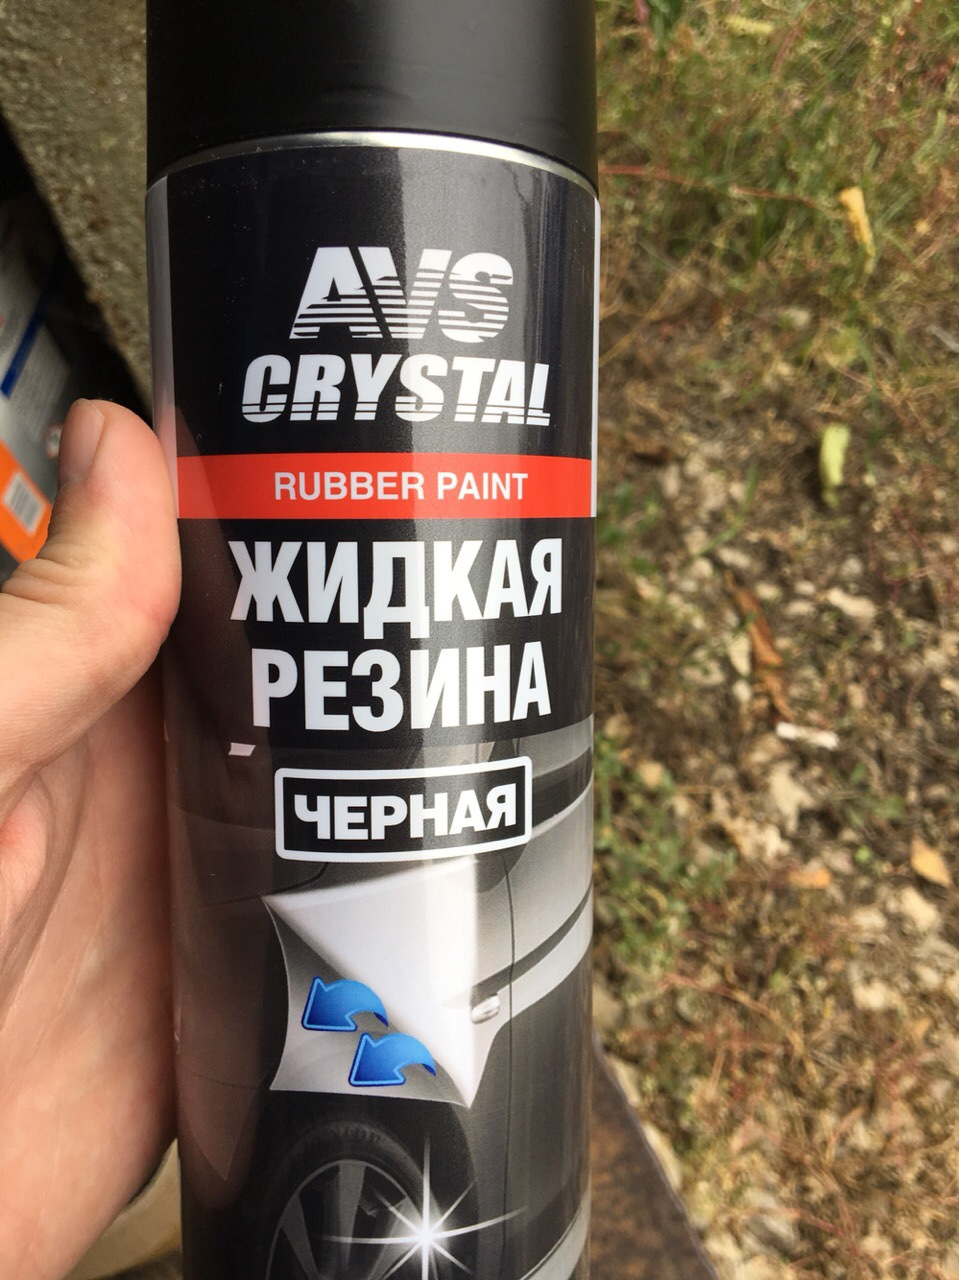 AVS
CRYSTAL
RUBBER PAINT
ЖИДКАЯ
РЕЗИНА
ЧЕРНАЯ